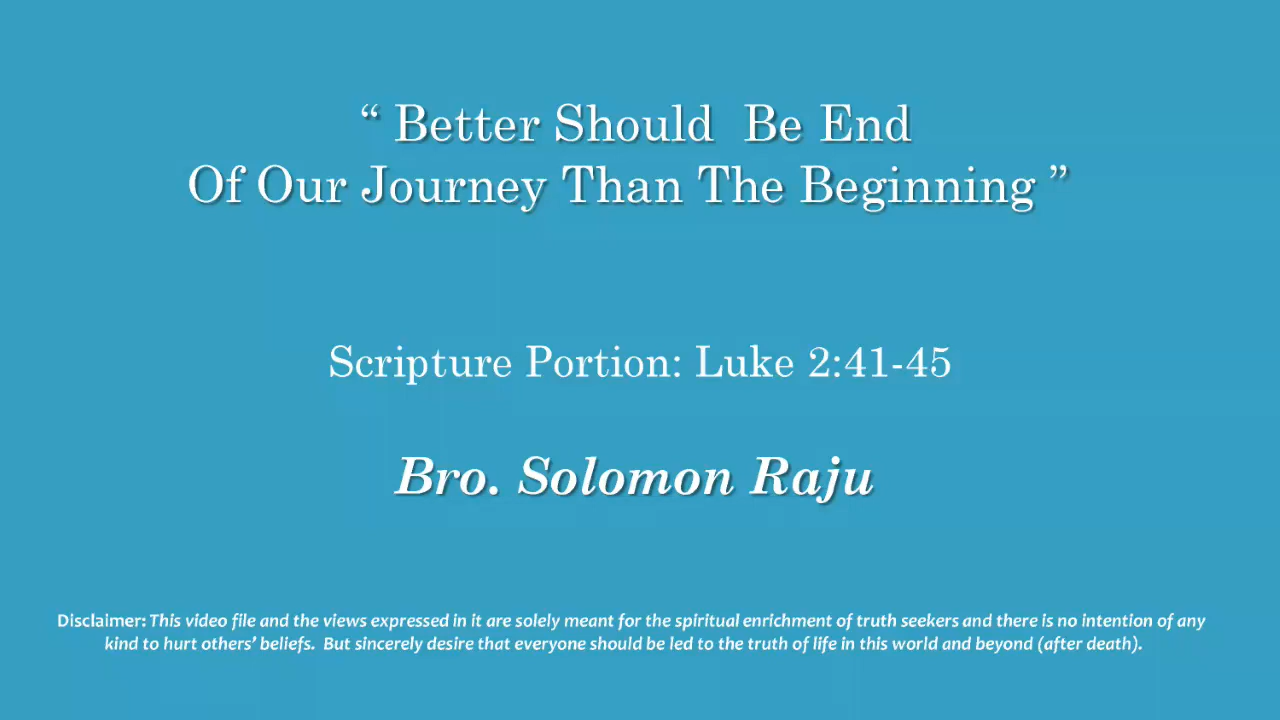 “ Better Should Be End
Of Our Journey Than The Beginning ”
Scripture Portion: Luke 2:41-45
Bro. Solomon Raju
Disclaimer: This video file and the views expressed in it are solely meant for the spiritual enrichment of truth seekers and there is no intention of any
kind to hurt others’ beliefs. But sincerely desire that everyone should be led to the truth of life in this world and beyond (after death).